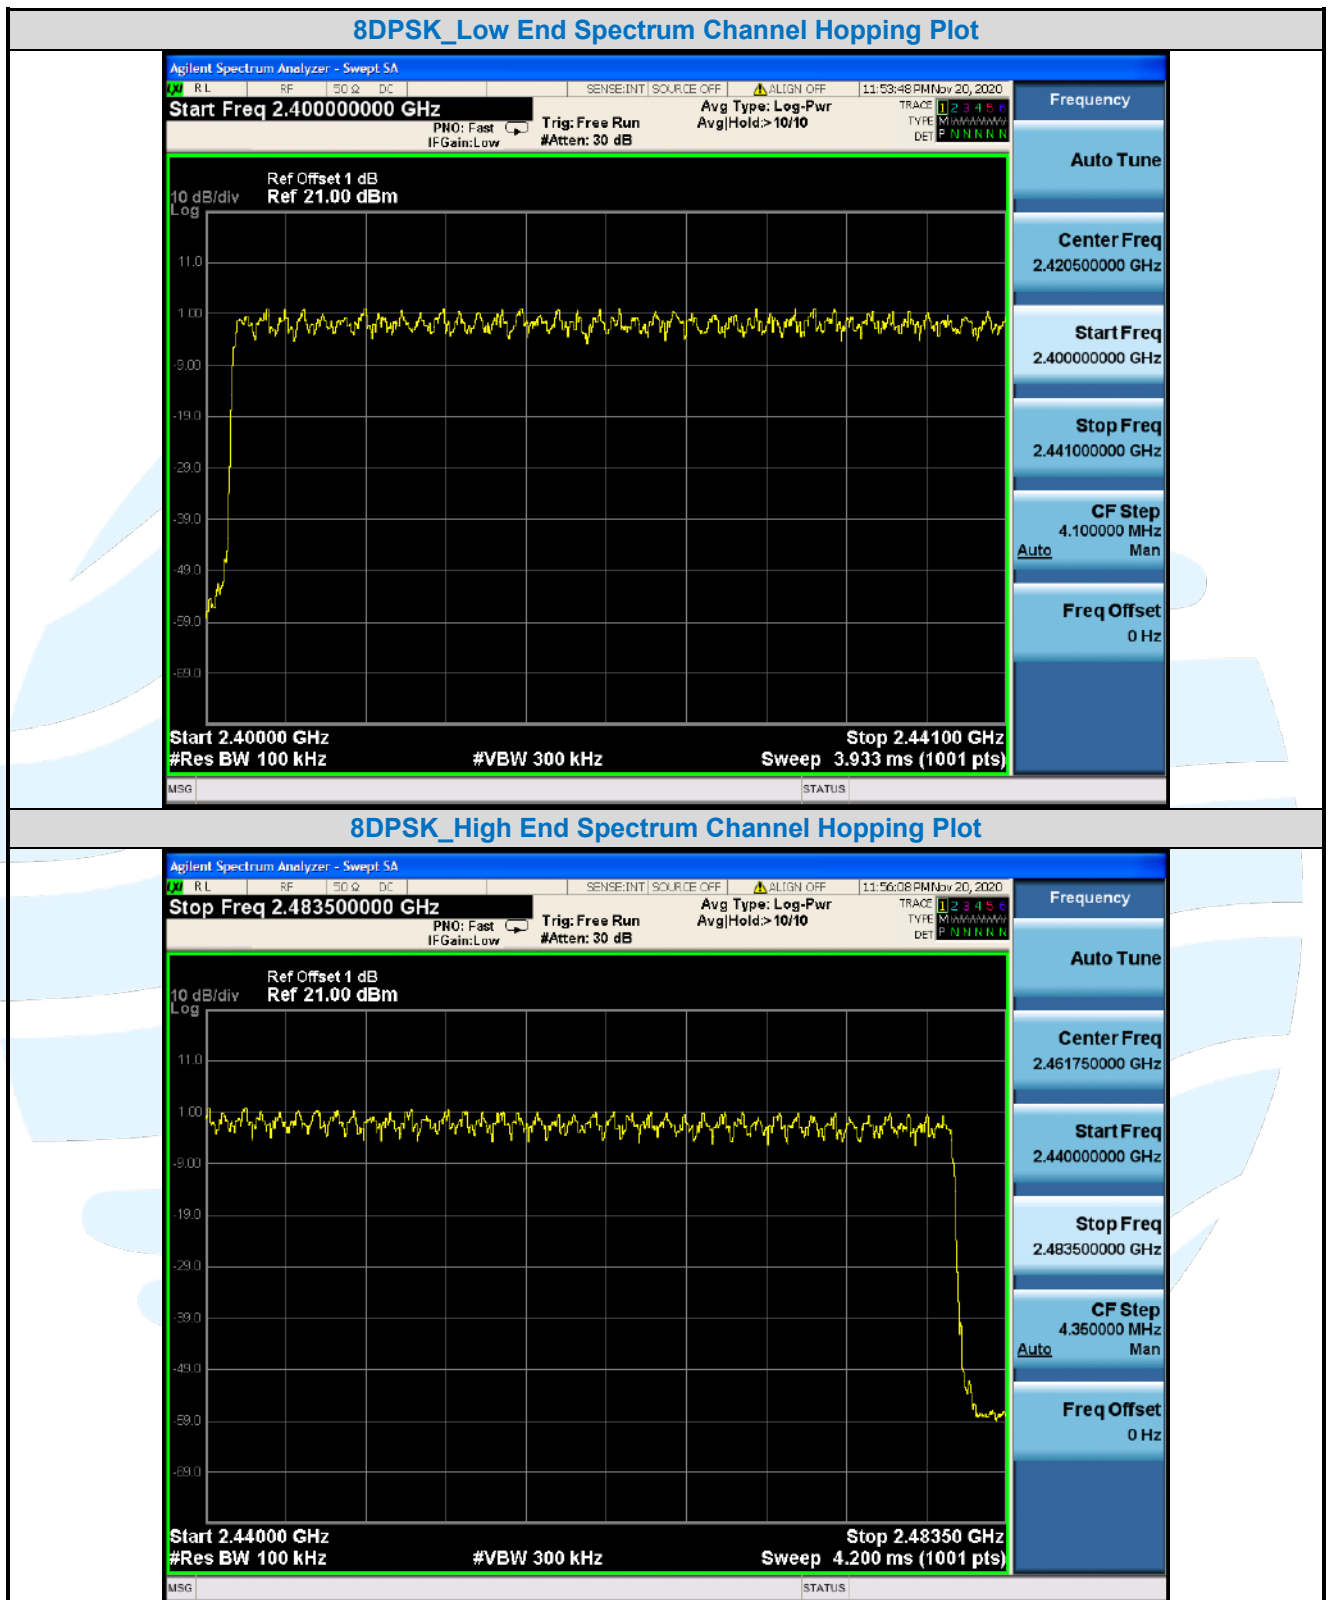 8DPSK_Low End Spectrum Channel Hopping Plot
Agilent Spectrum Analyzer - Swept SA
LXI RL RF 50 Ω DC SENSE:INT SOURCE OFF ALIGN OFF 11:53:48 PM Nov 20, 2020
Start Freq 2.400000000 GHz
PNO: Fast
IFGain:Low
Trig: Free Run
#Atten: 30 dB
Avg Type: Log-Pwr
Avg|Hold:>10/10
TRACE 1 2 3 4 5 6
TYPE M
DET P N N N N N
Ref Offset 1 dB
10 dB/div Ref 21.00 dBm
Log
11.0
1.00
-9.00
-19.0
-29.0
-39.0
-49.0
-59.0
-69.0
Start 2.40000 GHz Stop 2.44100 GHz
#Res BW 100 kHz #VBW 300 kHz Sweep 3.933 ms (1001 pts)
MSG STATUS
Frequency
Auto Tune
Center Freq
2.420500000 GHz
Start Freq
2.400000000 GHz
Stop Freq
2.441000000 GHz
CF Step
4.100000 MHz
Auto Man
Freq Offset
0 Hz
8DPSK_High End Spectrum Channel Hopping Plot
Agilent Spectrum Analyzer - Swept SA
LXI RL RF 50 Ω DC SENSE:INT SOURCE OFF ALIGN OFF 11:56:08 PM Nov 20, 2020
Stop Freq 2.483500000 GHz
PNO: Fast
IFGain:Low
Trig: Free Run
#Atten: 30 dB
Avg Type: Log-Pwr
Avg|Hold:>10/10
TRACE 1 2 3 4 5 6
TYPE M
DET P N N N N N
Ref Offset 1 dB
10 dB/div Ref 21.00 dBm
Log
11.0
1.00
-9.00
-19.0
-29.0
-39.0
-49.0
-59.0
-69.0
Start 2.44000 GHz Stop 2.48350 GHz
#Res BW 100 kHz #VBW 300 kHz Sweep 4.200 ms (1001 pts)
MSG STATUS
Frequency
Auto Tune
Center Freq
2.461750000 GHz
Start Freq
2.440000000 GHz
Stop Freq
2.483500000 GHz
CF Step
4.350000 MHz
Auto Man
Freq Offset
0 Hz